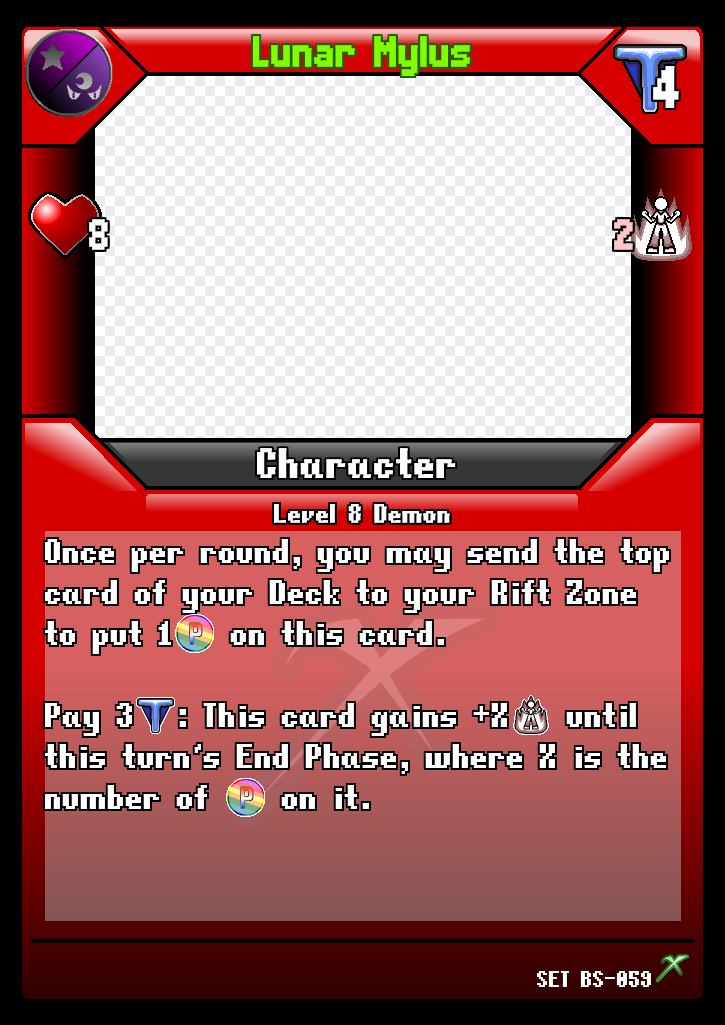 Lunar Mylus
T4
8
2
Character
Level 8 Demon
Once per round, you may send the top
card of your Deck to your Rift Zone
to put 1 P on this card.
Pay 3 T: This card gains +X until
this turn's End Phase, where X is the
number of P on it.
SET BS-059